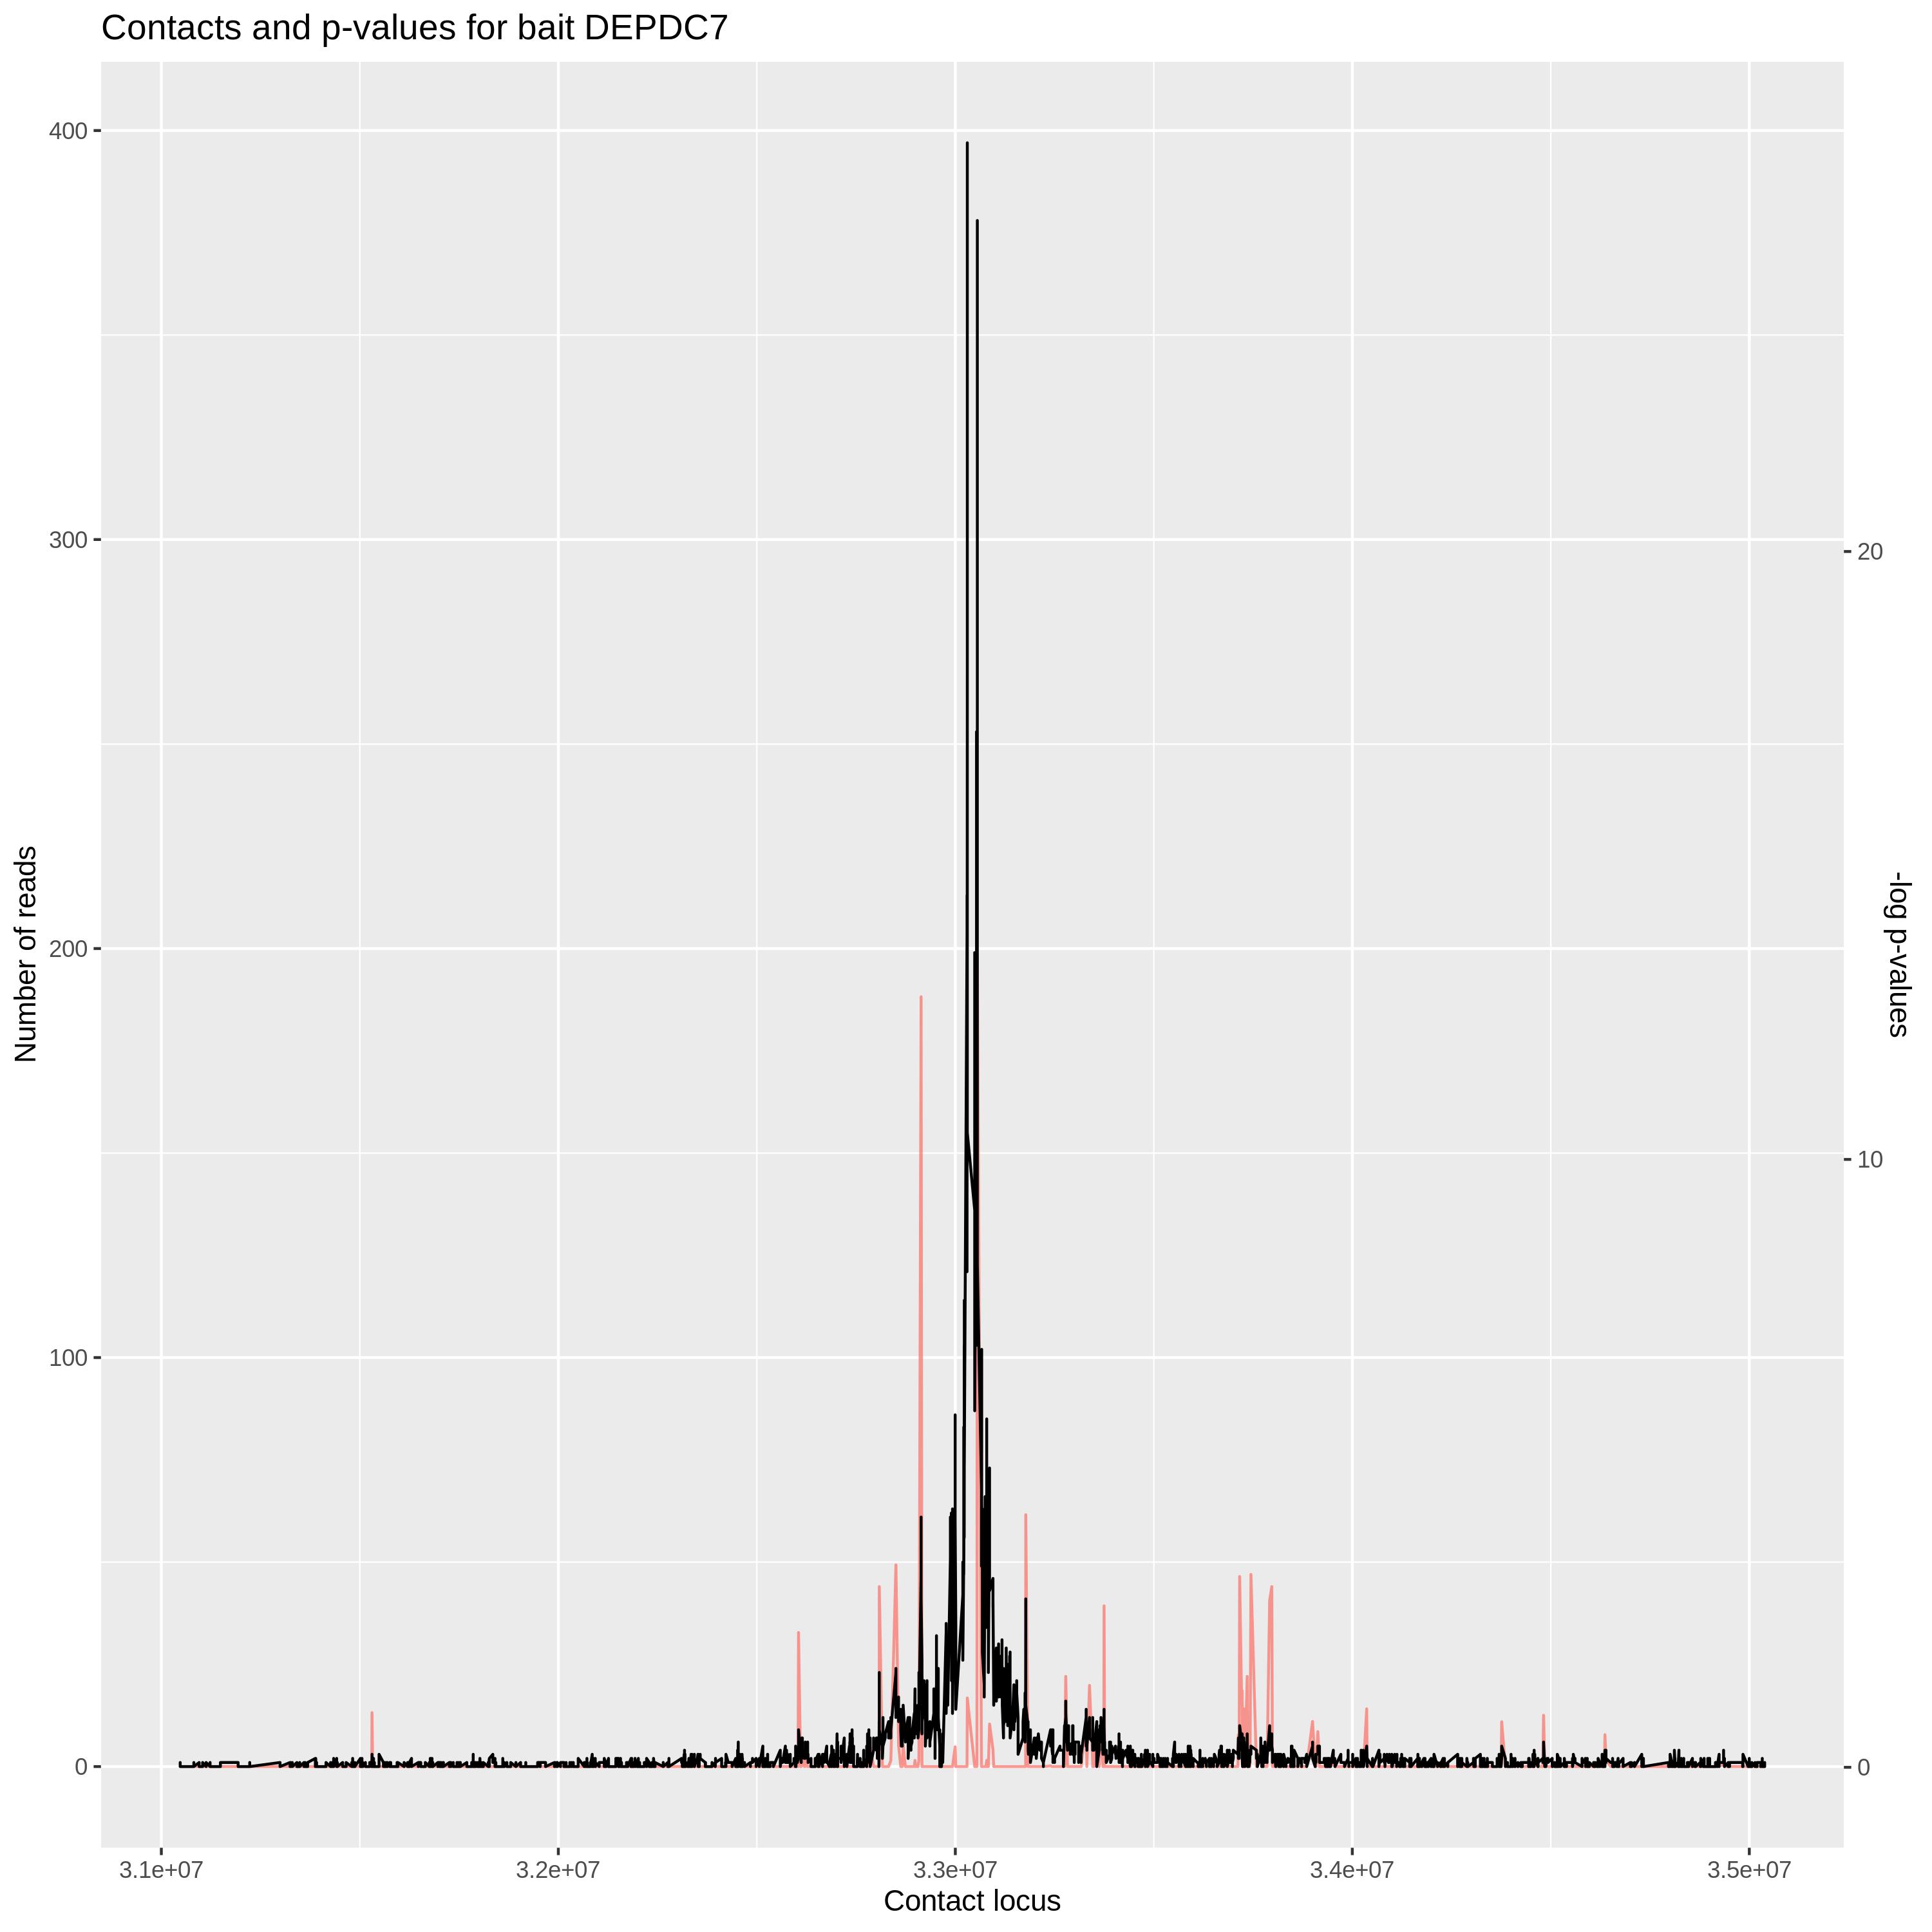 Contacts and p-values for bait DEPDC7
400
300
200
100
0
Number of reads
20
10
0
-log p-values
3.1e+07
3.2e+07
3.3e+07
3.4e+07
3.5e+07
Contact locus